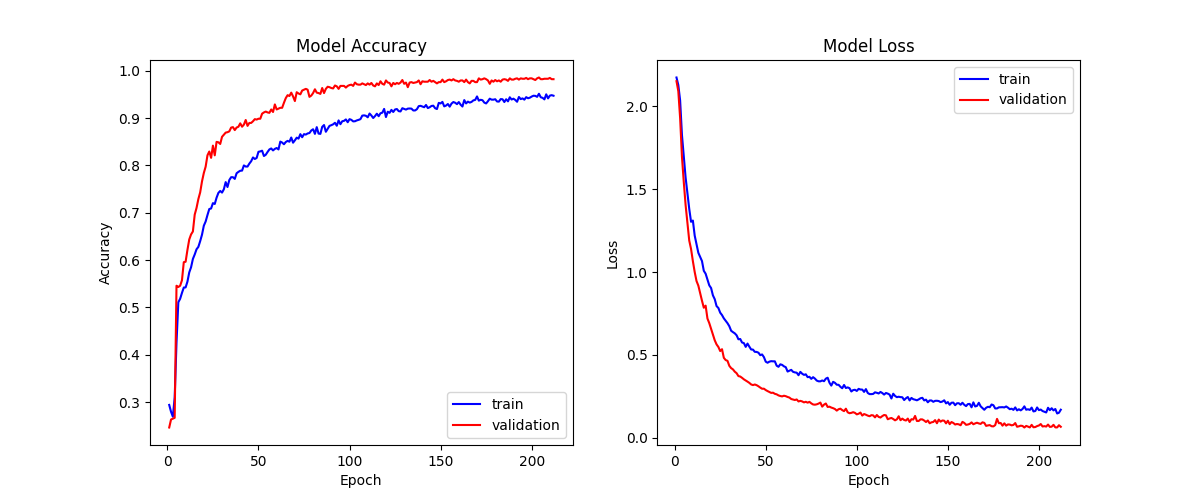 Model Accuracy
Accuracy
1.0
0.9
0.8
0.7
0.6
0.5
0.4
0.3
0 50 100 150 200
Epoch
train
validation
Model Loss
Loss
2.0
1.5
1.0
0.5
0.0
0 50 100 150 200
Epoch
train
validation